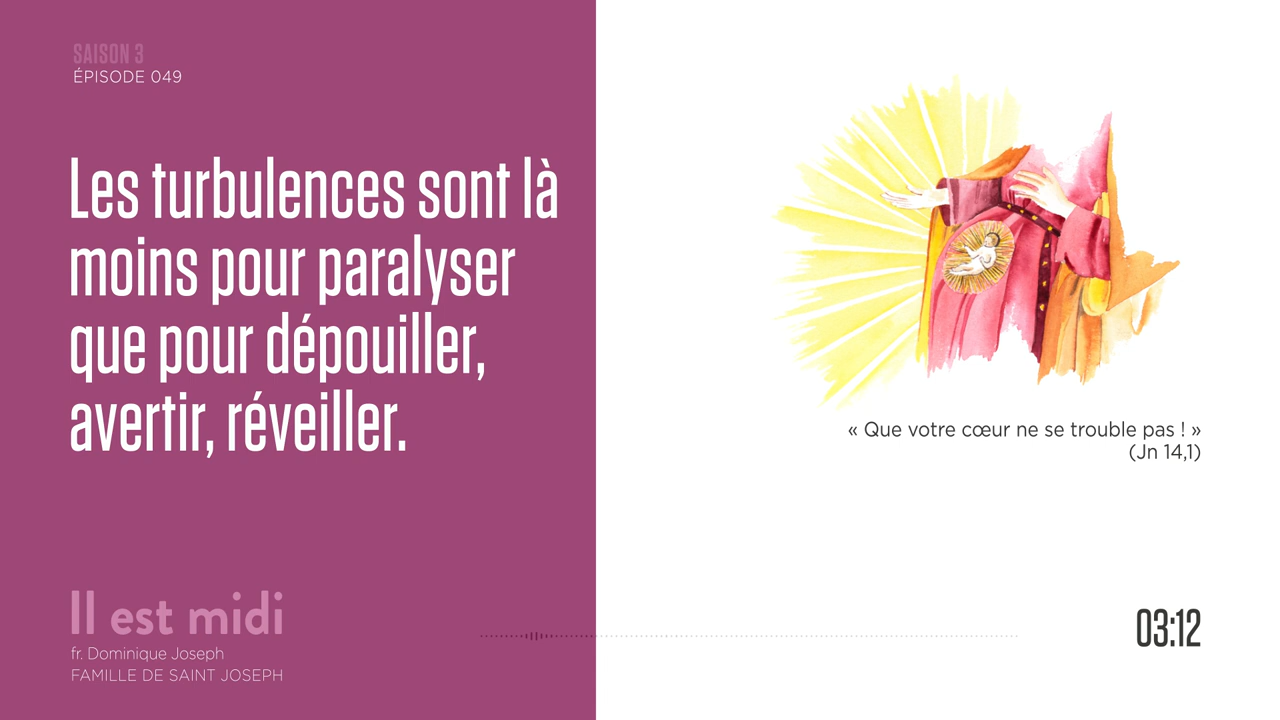 SAISON 3
ÉPISODE 049
Les turbulences sont là
moins pour paralyser
que pour dépouiller,
avertir, réveiller.
« Que votre cœur ne se trouble pas ! »
(Jn 14,1)
Il est midi
fr. Dominique Joseph
FAMILLE DE SAINT JOSEPH
03:12